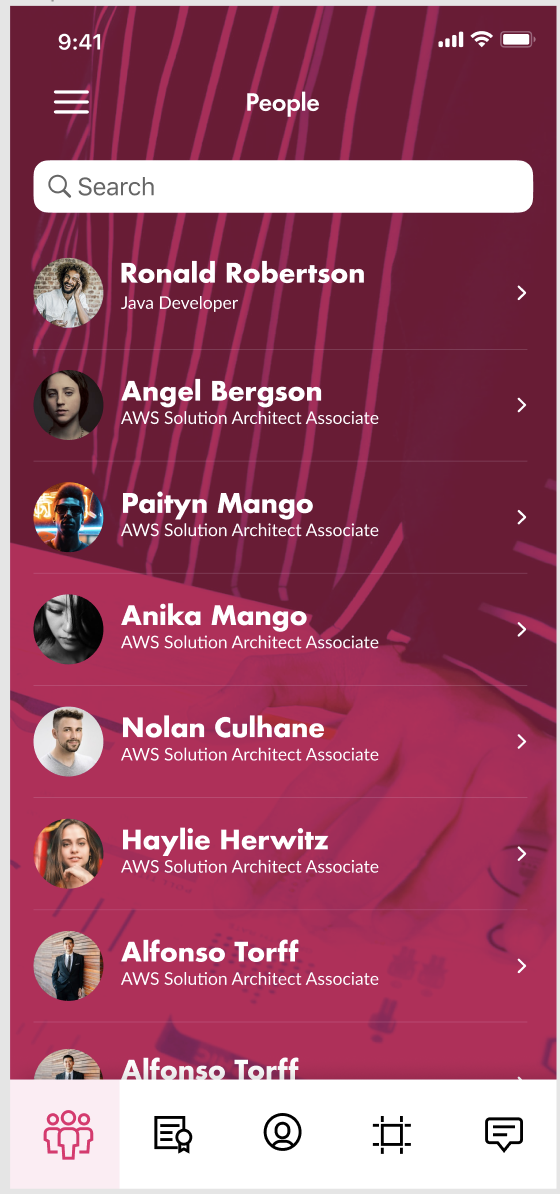 9:41
People
Search
Ronald Robertson
Java Developer
Angel Bergson
AWS Solution Architect Associate
Paityn Mango
AWS Solution Architect Associate
Anika Mango
AWS Solution Architect Associate
Nolan Culhane
AWS Solution Architect Associate
Haylie Herwitz
AWS Solution Architect Associate
Alfonso Torff
AWS Solution Architect Associate
Alfonso Torff